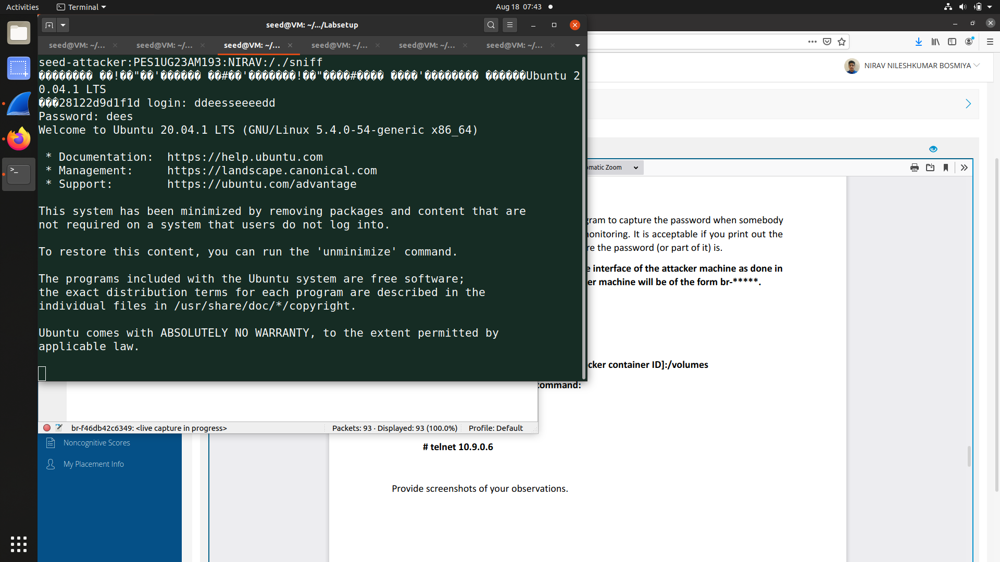 Activities
Terminal
Aug 18 07:43
seed@VM: ~/.../Labsetup
seed@VM: ~/...
seed@VM: ~/...
seed@VM: ~/...
seed@VM: ~/...
seed@VM: ~/...
seed@VM: ~/...
seed-attacker:PES1UG23AM193:NIRAV:/./sniff
�������� ��!��"��'������ ��#��'�������!��"����#���� ����'�������� ������Ubuntu 2
0.04.1 LTS
���28122d9d1f1d login: ddeesseeeedd
Password: dees
Welcome to Ubuntu 20.04.1 LTS (GNU/Linux 5.4.0-54-generic x86_64)
* Documentation:  https://help.ubuntu.com
* Management:     https://landscape.canonical.com
* Support:        https://ubuntu.com/advantage
This system has been minimized by removing packages and content that are
not required on a system that users do not log into.
To restore this content, you can run the 'unminimize' command.
The programs included with the Ubuntu system are free software;
the exact distribution terms for each program are described in the
individual files in /usr/share/doc/*/copyright.
Ubuntu comes with ABSOLUTELY NO WARRANTY, to the extent permitted by
applicable law.
NIRAV NILESHKUMAR BOSMIYA
omatic Zoom
gram to capture the password when somebody
monitoring. It is acceptable if you print out the
re the password (or part of it) is.
e interface of the attacker machine as done in
er machine will be of the form br-*****.
cker container ID]:/volumes
command:
br-f46db42c6349: <live capture in progress>
Packets: 93 · Displayed: 93 (100.0%)
Profile: Default
Noncognitive Scores
My Placement Info
# telnet 10.9.0.6
Provide screenshots of your observations.